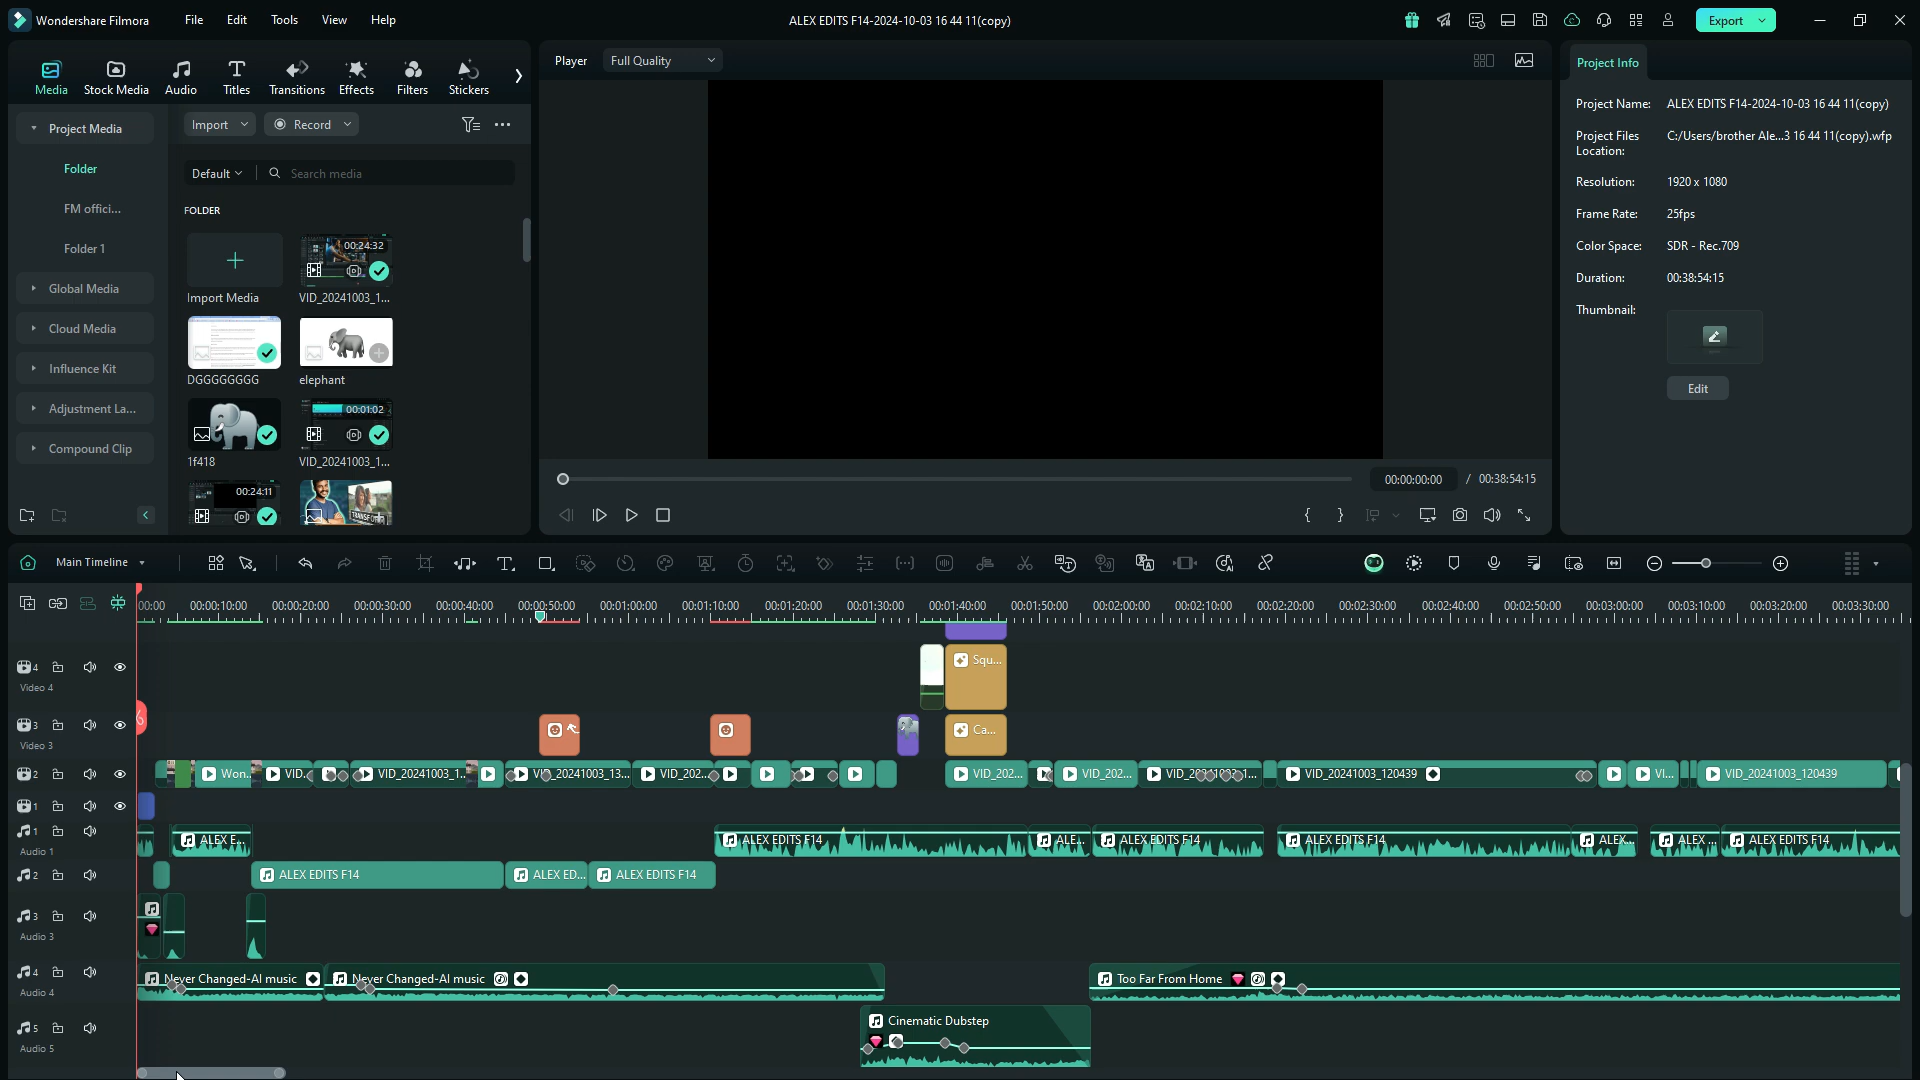 Wondershare Filmora
File
Edit
Tools
View
Help
ALEX EDITS F14-2024-10-03 16 44 11(copy)
Export
Media
Stock Media
Audio
Titles
Transitions
Effects
Filters
Stickers
Player
Full Quality
Project Info
Project Media
Folder
FM offici...
Folder 1
Global Media
Cloud Media
Influence Kit
Adjustment La...
Compound Clip
Import
Record
Default
Search media
FOLDER
Import Media
00:24:32
VID_20241003_1...
DGGGGGGGG
elephant
1f418
00:01:02
VID_20241003_1...
00:24:11
TRANSFOR
00:00:00:00
/ 00:38:54:15
Project Name: ALEX EDITS F14-2024-10-03 16 44 11(copy)
Project Files Location: C:/Users/brother Ale...3 16 44 11(copy).wfp
Resolution: 1920 x 1080
Frame Rate: 25fps
Color Space: SDR - Rec.709
Duration: 00:38:54:15
Thumbnail:
Edit
Main Timeline
00:00 00:00:10:00 00:00:20:00 00:00:30:00 00:00:40:00 00:00:50:00 00:01:00:00 00:01:10:00 00:01:20:00 00:01:30:00 00:01:40:00 00:01:50:00 00:02:00:00 00:02:10:00 00:02:20:00 00:02:30:00 00:02:40:00 00:02:50:00 00:03:00:00 00:03:10:00 00:03:20:00 00:03:30:00
4
Video 4
Squ...
3
Video 3
Ca...
2
Won... VID... VID_20241003_1... VID_20241003_13... VID_202... VID_202... VID_202... VID_20241003_1... VID_20241003_120439 VI... VID_20241003_120439
1
1
Audio 1
ALEX E... ALEX EDITS F14 ALE... ALEX EDITS F14 ALEX EDITS F14 ALEX... ALEX ... ALEX EDITS F14
2
ALEX EDITS F14 ALEX ED... ALEX EDITS F14
3
Audio 3
4
Audio 4
Never Changed-AI music Never Changed-AI music Too Far From Home
5
Audio 5
Cinematic Dubstep